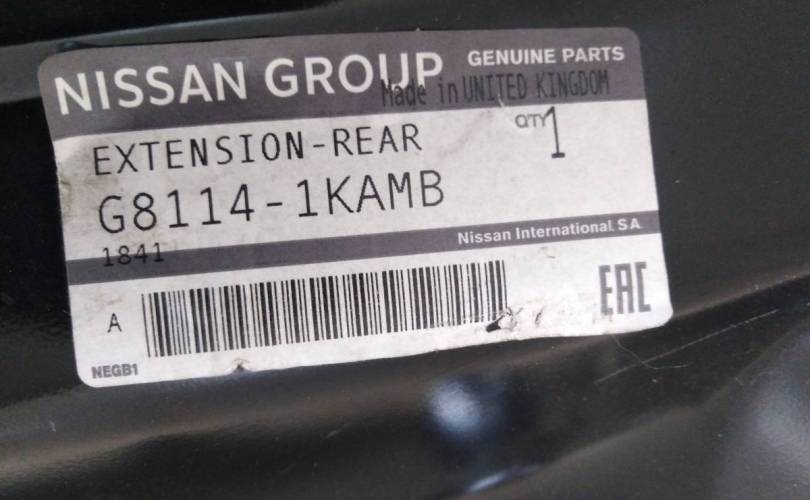 NISSAN GROUP GENUINE PARTS
Made in UNITED KINGDOM
EXTENSION-REAR QTY 1
G8114-1KAMB
1841
Nissan International. S.A.
A
EAC
NEGB1